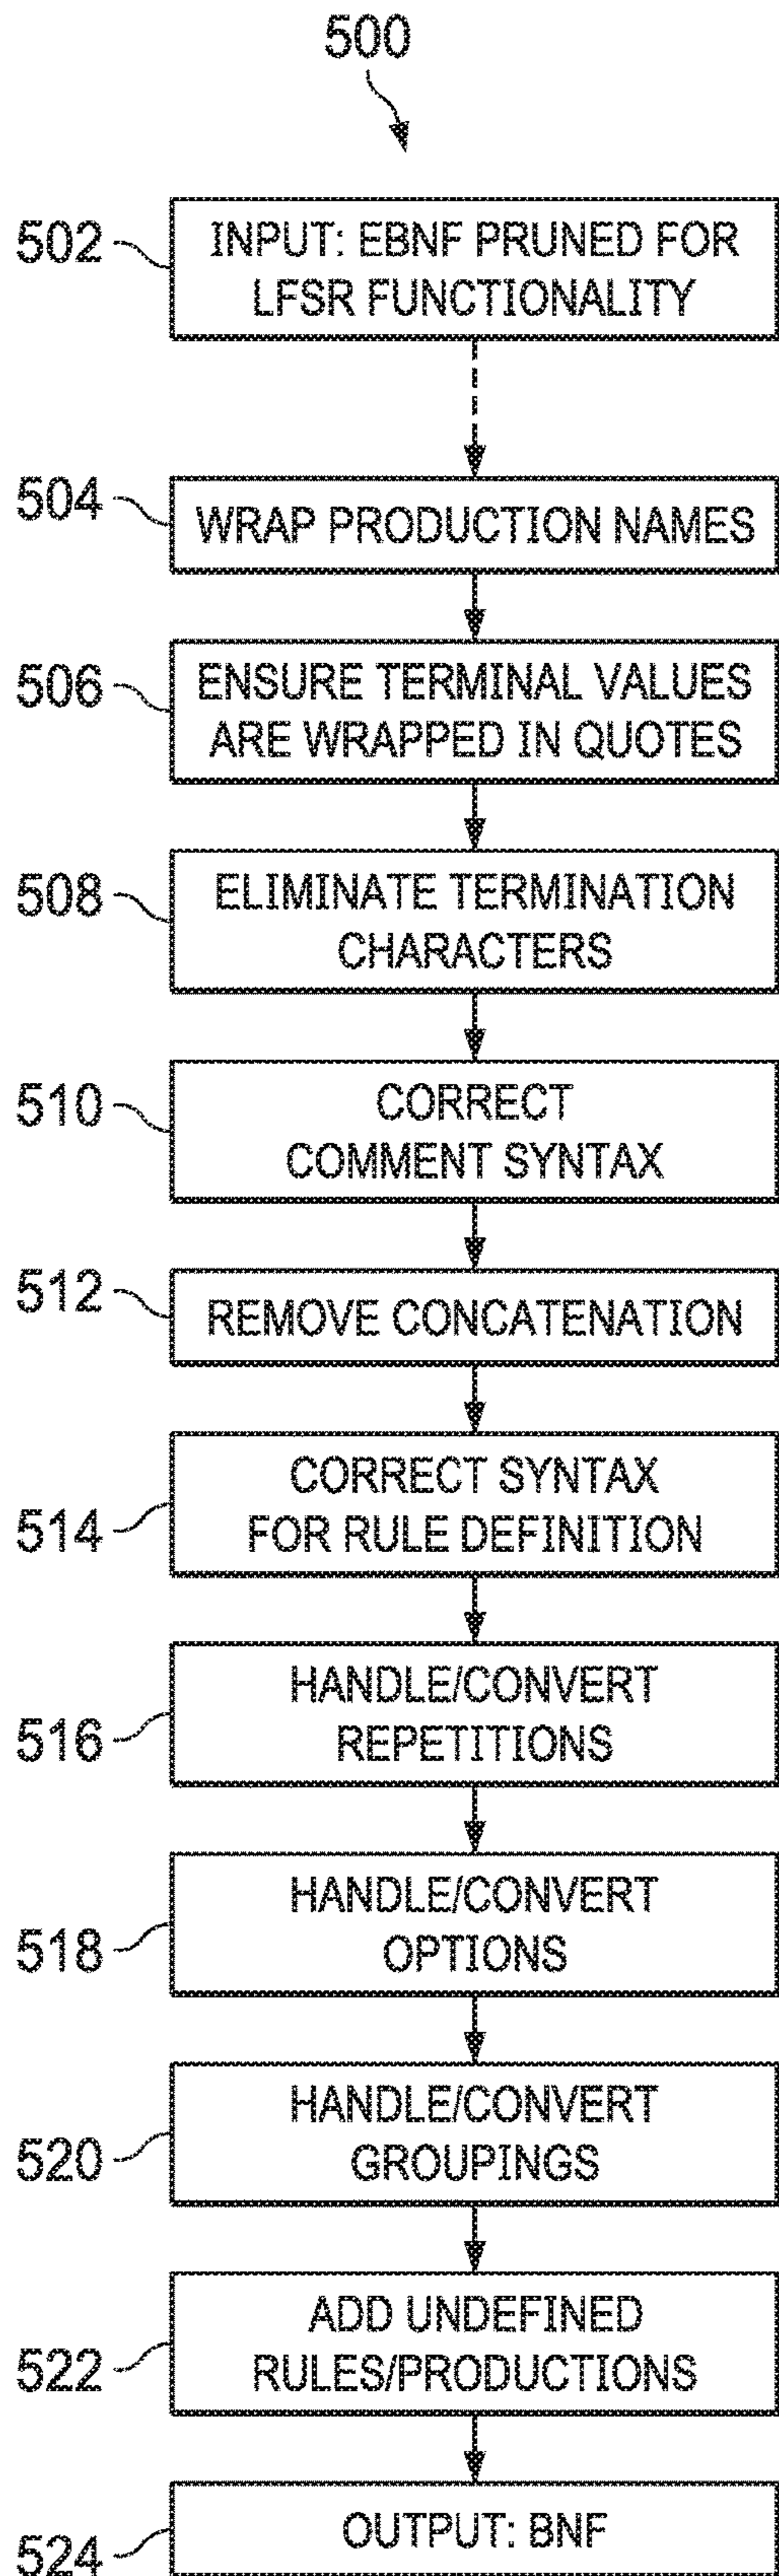 500
502
INPUT: EBNF PRUNED FOR
LFSR FUNCTIONALITY
504
WRAP PRODUCTION NAMES
506
ENSURE TERMINAL VALUES
ARE WRAPPED IN QUOTES
508
ELIMINATE TERMINATION
CHARACTERS
510
CORRECT
COMMENT SYNTAX
512
REMOVE CONCATENATION
514
CORRECT SYNTAX
FOR RULE DEFINITION
516
HANDLE/CONVERT
REPETITIONS
518
HANDLE/CONVERT
OPTIONS
520
HANDLE/CONVERT
GROUPINGS
522
ADD UNDEFINED
RULES/PRODUCTIONS
524
OUTPUT: BNF